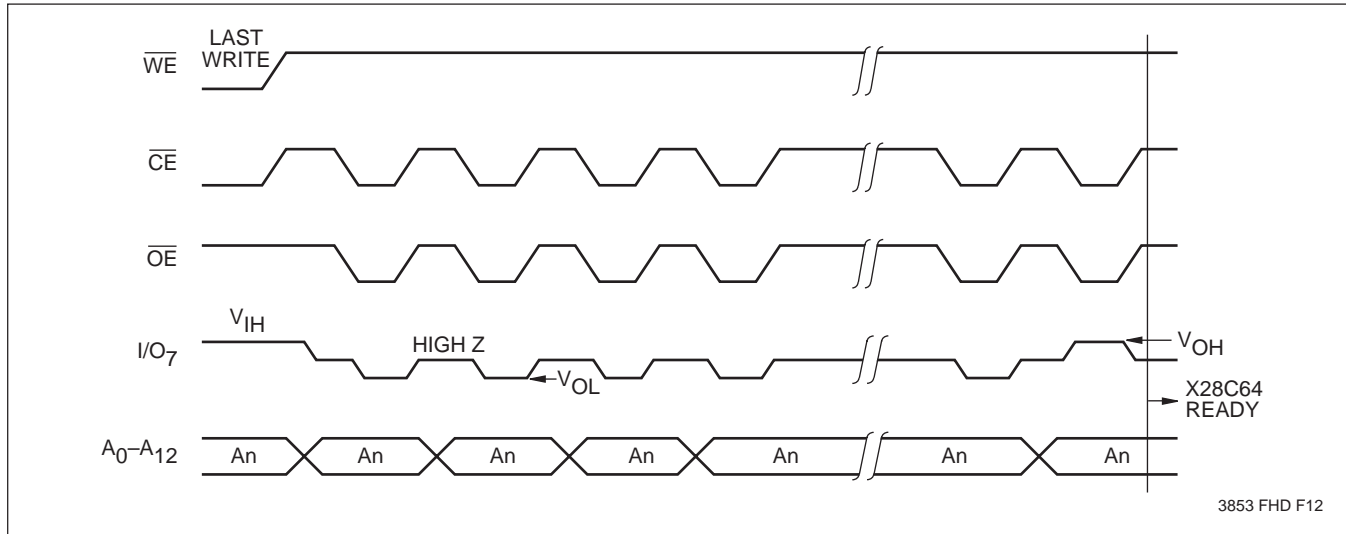 LAST
WRITE
WE
CE
OE
VIH
I/O7
HIGH Z
VOL
VOH
X28C64
READY
A0–A12
An An An An An An An
3853 FHD F12